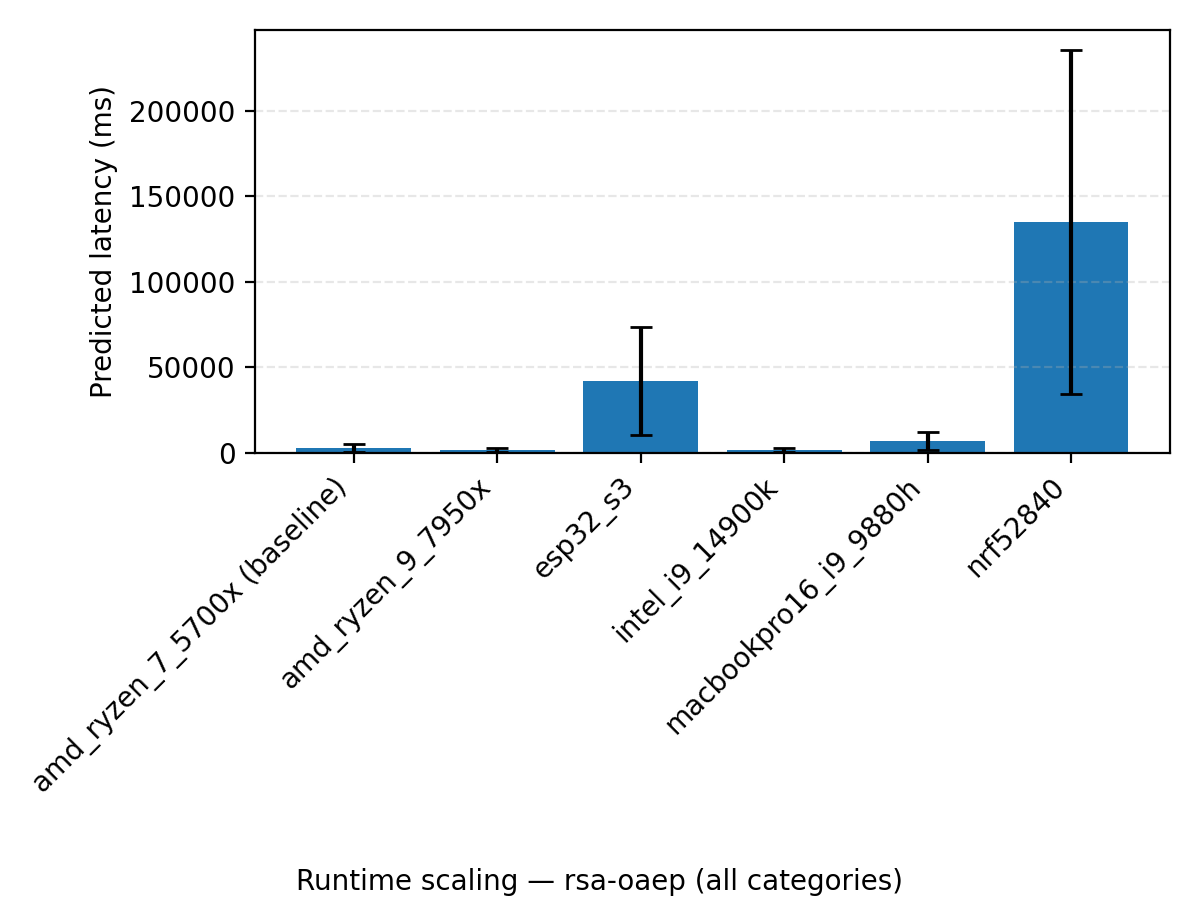 Predicted latency (ms)
200000
150000
100000
50000
0
amd_ryzen_7_5700x (baseline)
amd_ryzen_9_7950x
esp32_s3
intel_i9_14900k
macbookpro16_i9_9880h
nrf52840
Runtime scaling — rsa-oaep (all categories)